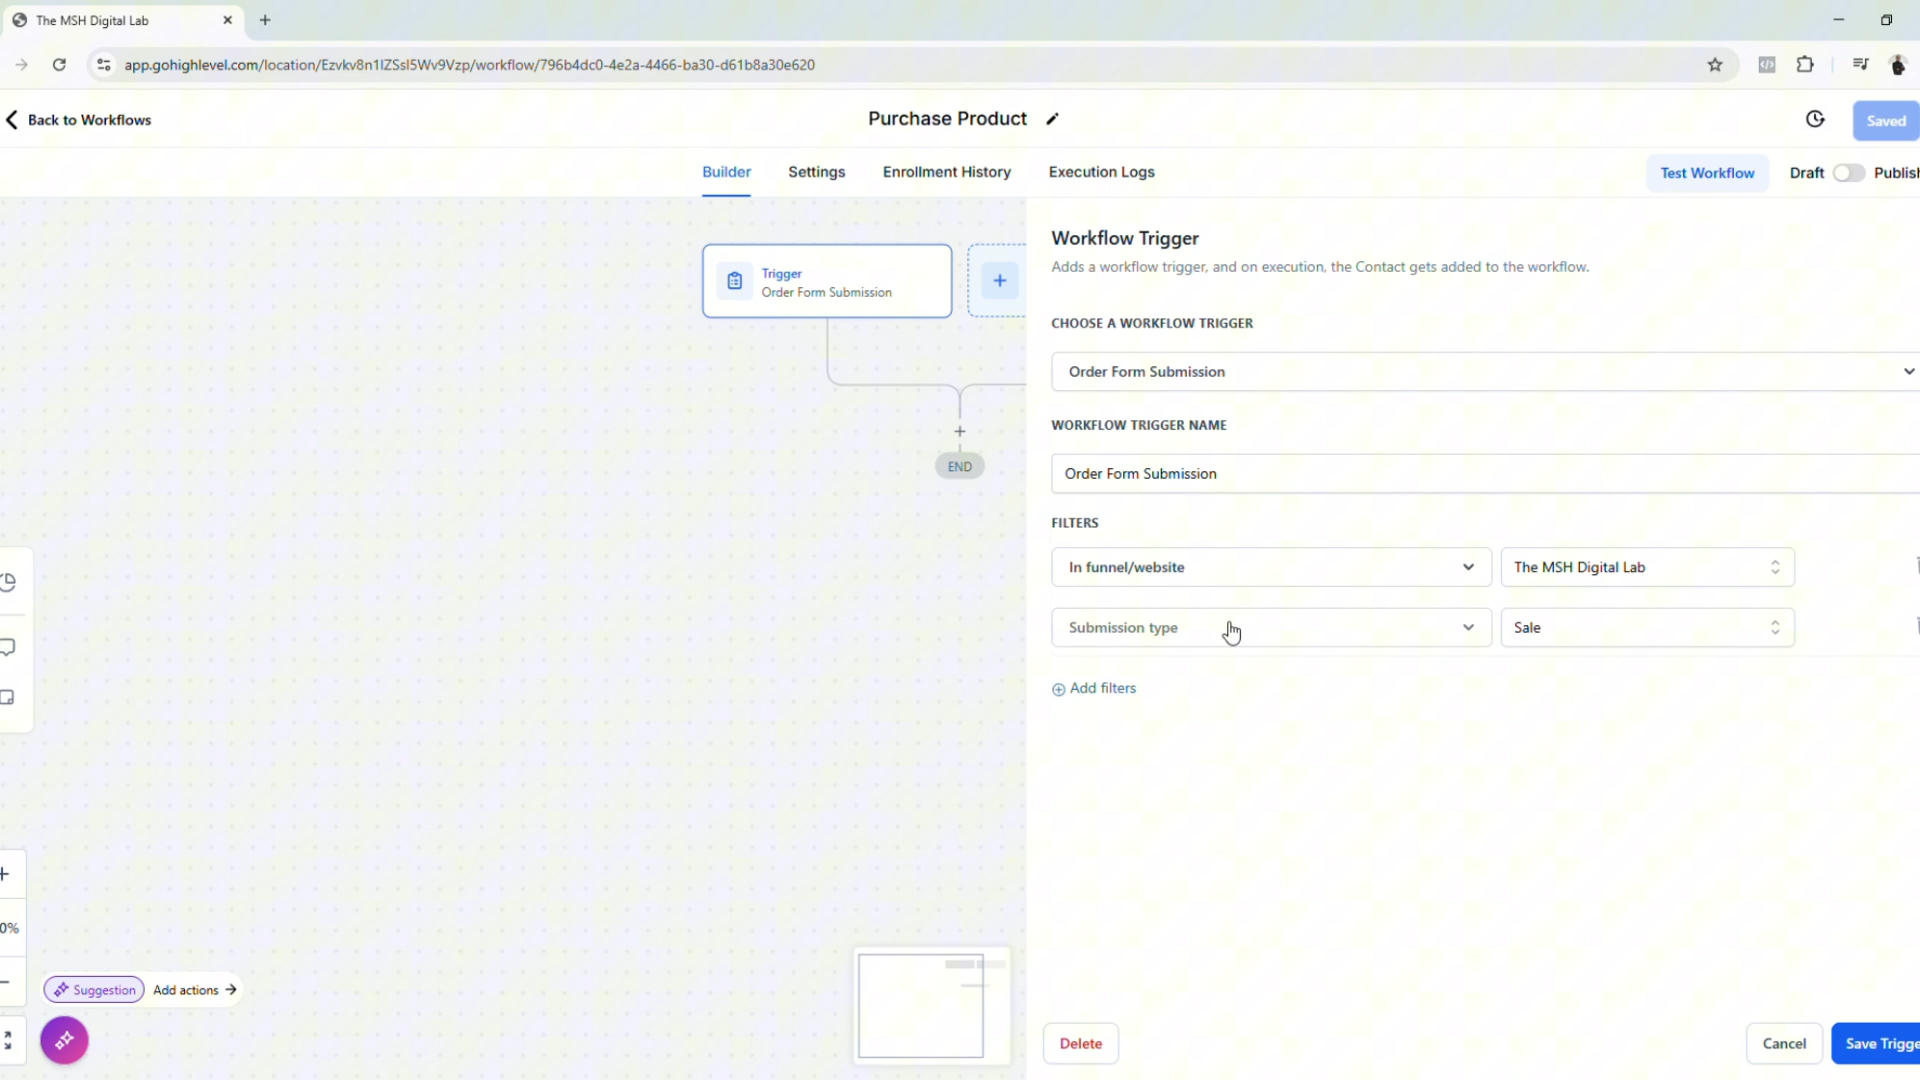 The MSH Digital Lab
app.gohighlevel.com/location/Ezvkv8n1IZSsl5Wv9Vzp/workflow/796b4dc0-4e2a-4466-ba30-d61b8a30e620
Back to Workflows
Purchase Product
Saved
Builder
Settings
Enrollment History
Execution Logs
Test Workflow
Draft
Publish
Trigger
Order Form Submission
END
Workflow Trigger
Adds a workflow trigger, and on execution, the Contact gets added to the workflow.
CHOOSE A WORKFLOW TRIGGER
Order Form Submission
WORKFLOW TRIGGER NAME
Order Form Submission
FILTERS
In funnel/website
The MSH Digital Lab
Submission type
Sale
Add filters
0%
Suggestion
Add actions
Delete
Cancel
Save Trigge